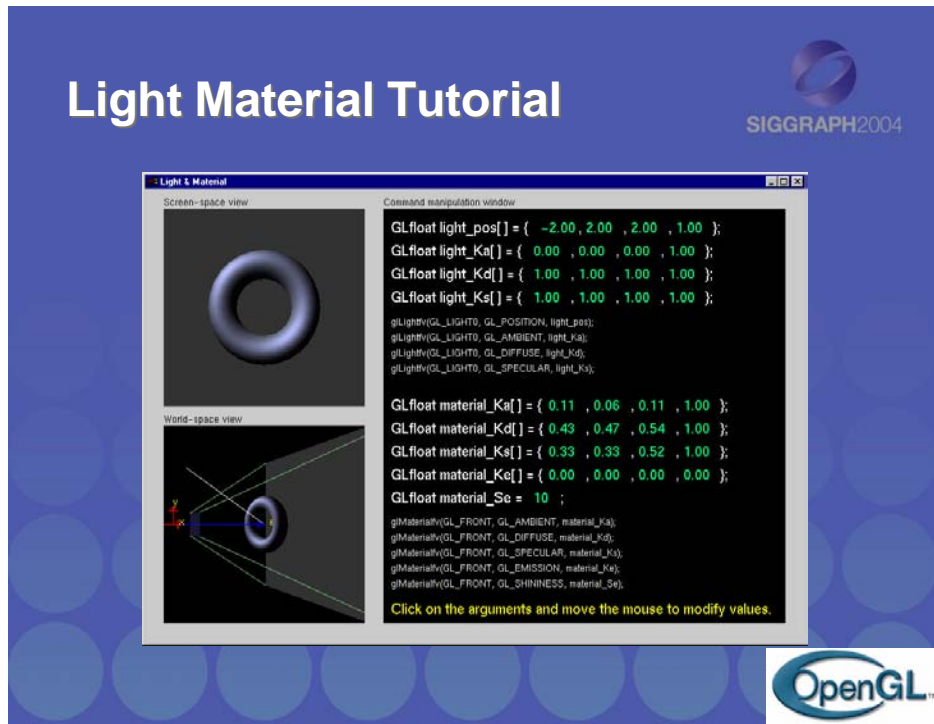 Light Material Tutorial
SIGGRAPH2004
Light & Material
Screen-space view
Command manipulation window
GLfloat light_pos[ ] = { -2.00 , 2.00 , 2.00 , 1.00 };
GLfloat light_Ka[ ] = { 0.00 , 0.00 , 0.00 , 1.00 };
GLfloat light_Kd[ ] = { 1.00 , 1.00 , 1.00 , 1.00 };
GLfloat light_Ks[ ] = { 1.00 , 1.00 , 1.00 , 1.00 };
glLightfv(GL_LIGHT0, GL_POSITION, light_pos);
glLightfv(GL_LIGHT0, GL_AMBIENT, light_Ka);
glLightfv(GL_LIGHT0, GL_DIFFUSE, light_Kd);
glLightfv(GL_LIGHT0, GL_SPECULAR, light_Ks);
GLfloat material_Ka[ ] = { 0.11 , 0.06 , 0.11 , 1.00 };
GLfloat material_Kd[ ] = { 0.43 , 0.47 , 0.54 , 1.00 };
GLfloat material_Ks[ ] = { 0.33 , 0.33 , 0.52 , 1.00 };
GLfloat material_Ke[ ] = { 0.00 , 0.00 , 0.00 , 0.00 };
GLfloat material_Se = 10 ;
glMaterialfv(GL_FRONT, GL_AMBIENT, material_Ka);
glMaterialfv(GL_FRONT, GL_DIFFUSE, material_Kd);
glMaterialfv(GL_FRONT, GL_SPECULAR, material_Ks);
glMaterialfv(GL_FRONT, GL_EMISSION, material_Ke);
glMaterialfv(GL_FRONT, GL_SHININESS, material_Se);
Click on the arguments and move the mouse to modify values.
World-space view
y
x
OpenGL™